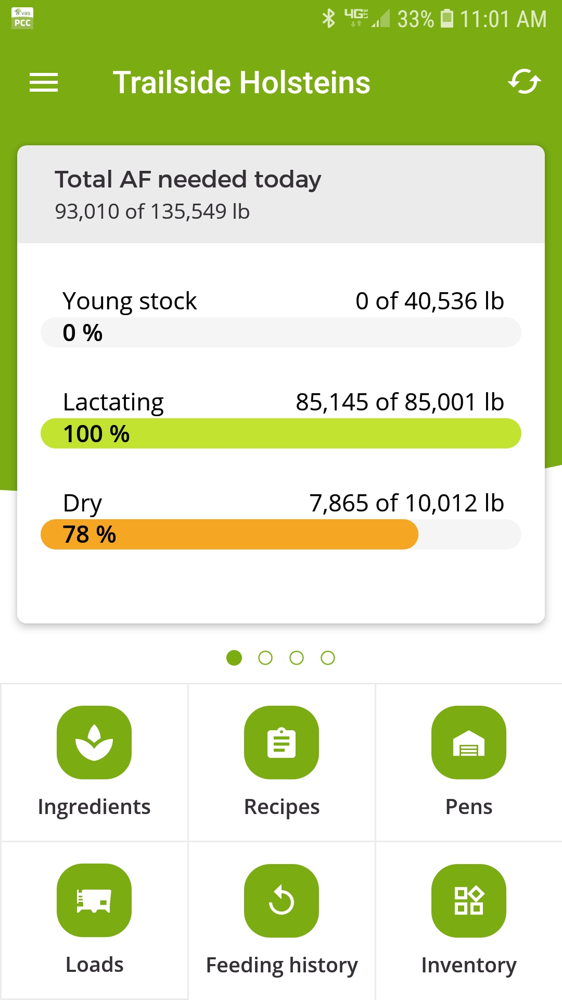 vas
PCC
4G LTE 33% 11:01 AM
Trailside Holsteins
Total AF needed today
93,010 of 135,549 lb
Young stock 0 of 40,536 lb
0 %
Lactating 85,145 of 85,001 lb
100 %
Dry 7,865 of 10,012 lb
78 %
Ingredients Recipes Pens
Loads Feeding history Inventory